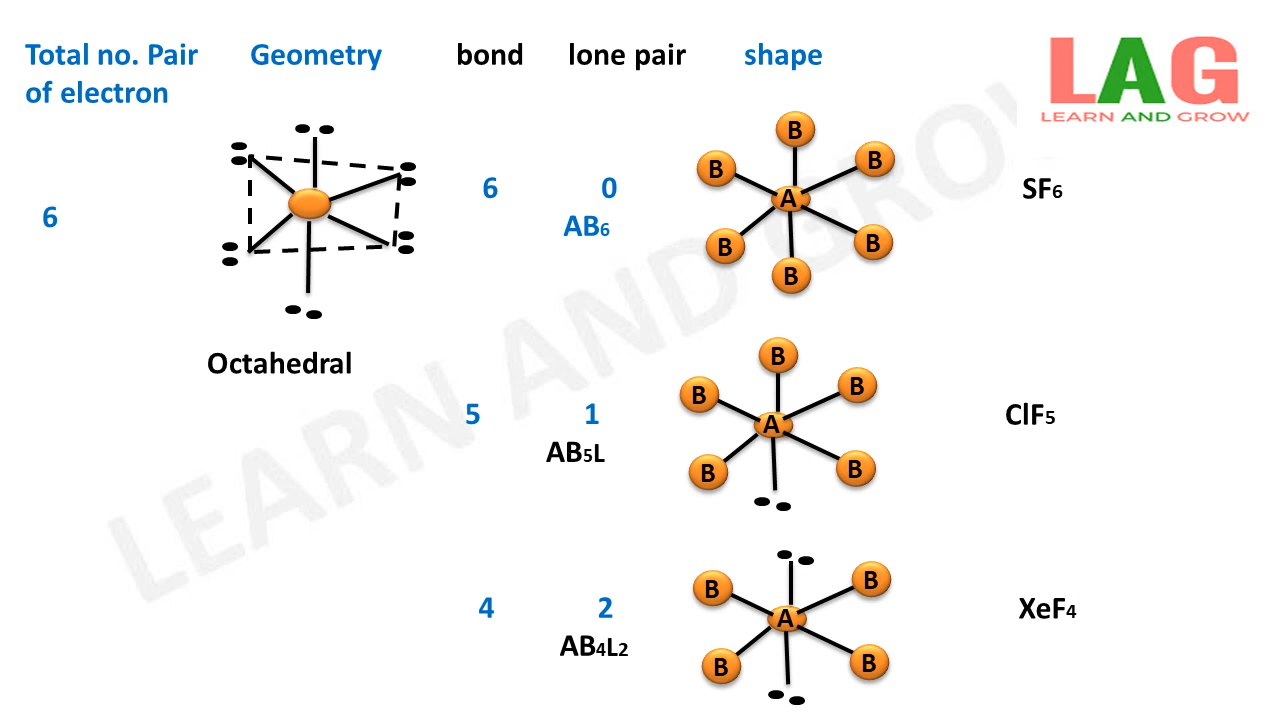 Total no. Pair of electron
Geometry
bond
lone pair
shape
LAG
LEARN AND GROW
6
Octahedral
6
0
AB6
B
B
B
A
B
B
B
SF6
5
1
AB5L
B
B
B
A
B
B
ClF5
4
2
AB4L2
B
B
A
B
B
XeF4
LEARN AND GROW